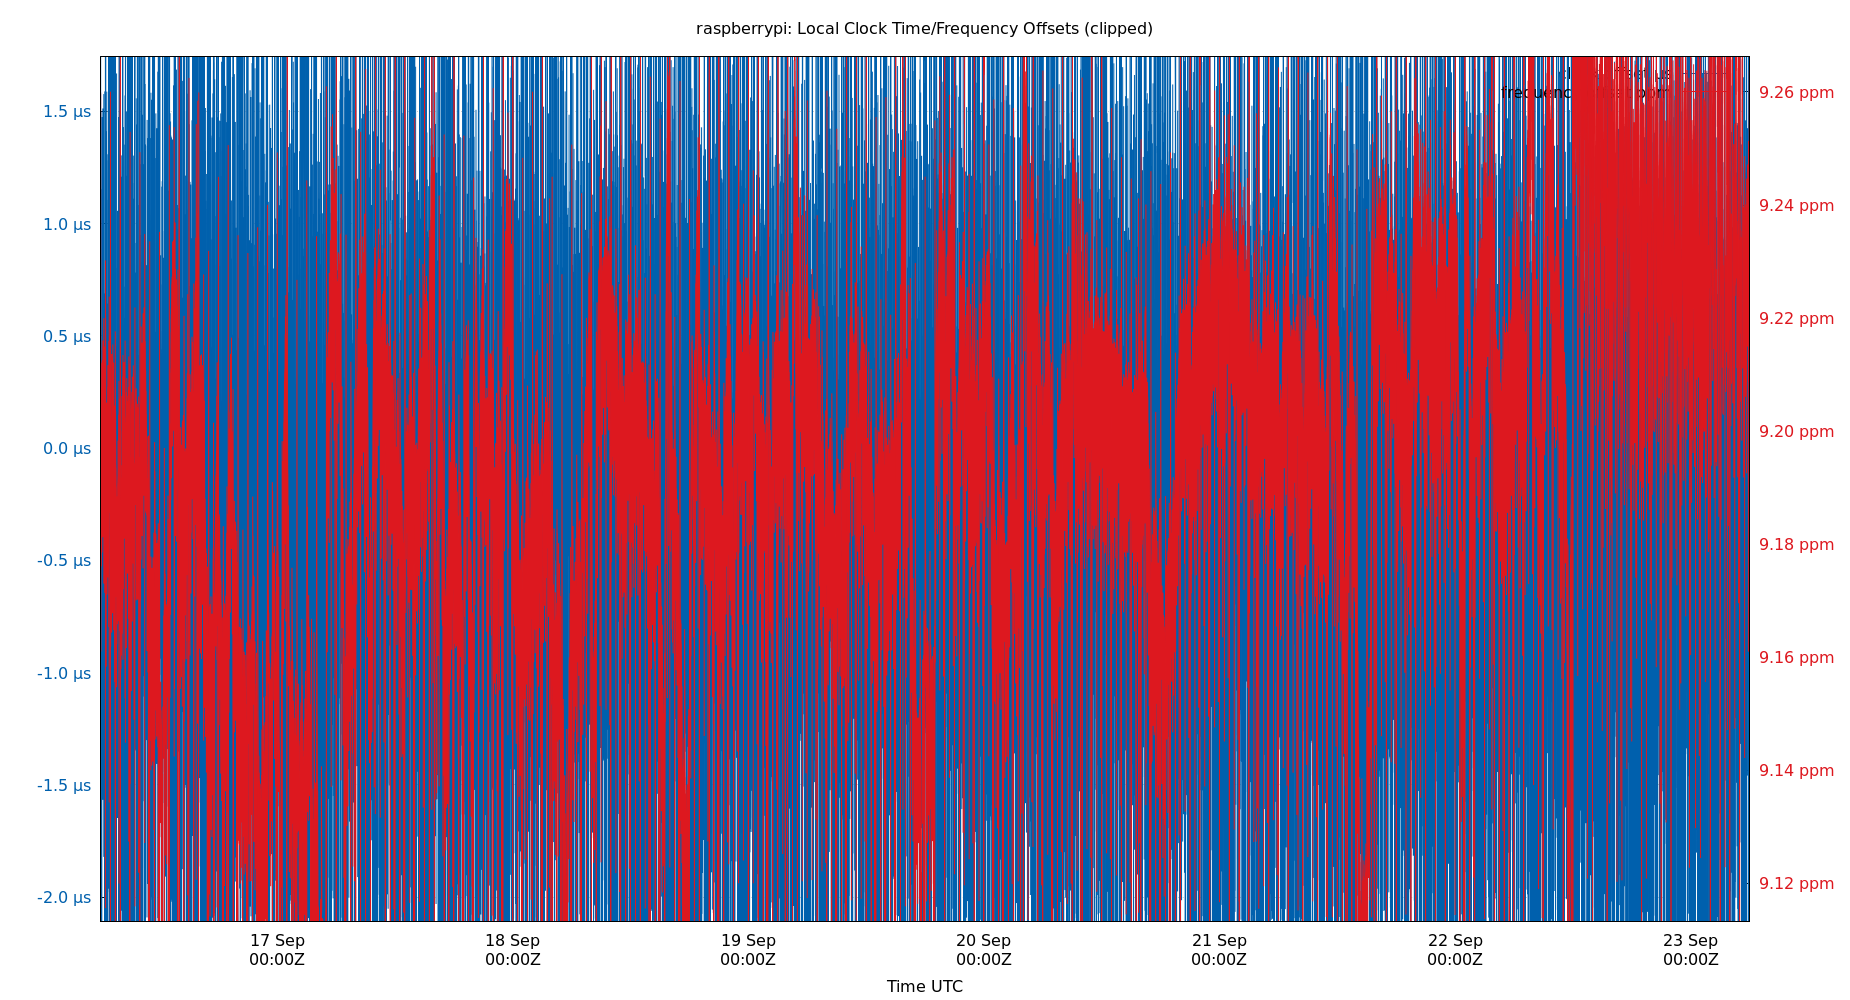 raspberrypi: Local Clock Time/Frequency Offsets (clipped)
1.5 µs
1.0 µs
0.5 µs
0.0 µs
-0.5 µs
-1.0 µs
-1.5 µs
-2.0 µs
9.26 ppm
9.24 ppm
9.22 ppm
9.20 ppm
9.18 ppm
9.16 ppm
9.14 ppm
9.12 ppm
17 Sep
00:00Z
18 Sep
00:00Z
19 Sep
00:00Z
20 Sep
00:00Z
21 Sep
00:00Z
22 Sep
00:00Z
23 Sep
00:00Z
Time UTC